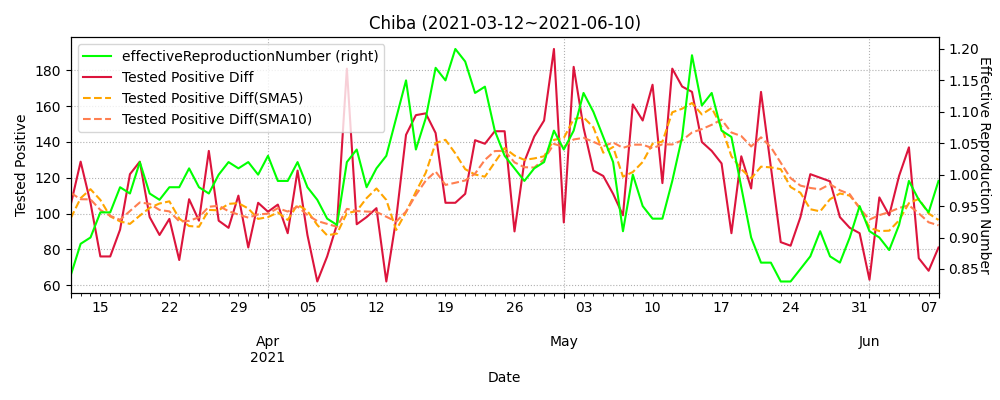 Chiba (2021-03-12~2021-06-10)
effectiveReproductionNumber (right)
Tested Positive Diff
Tested Positive Diff(SMA5)
Tested Positive Diff(SMA10)
Tested Positive
180
160
140
120
100
80
60
1.20
1.15
1.10
1.05
1.00
0.95
0.90
0.85
Effective Reproduction Number
15 22 29 05 12 19 26 03 10 17 24 31 07
Apr May Jun
2021
Date